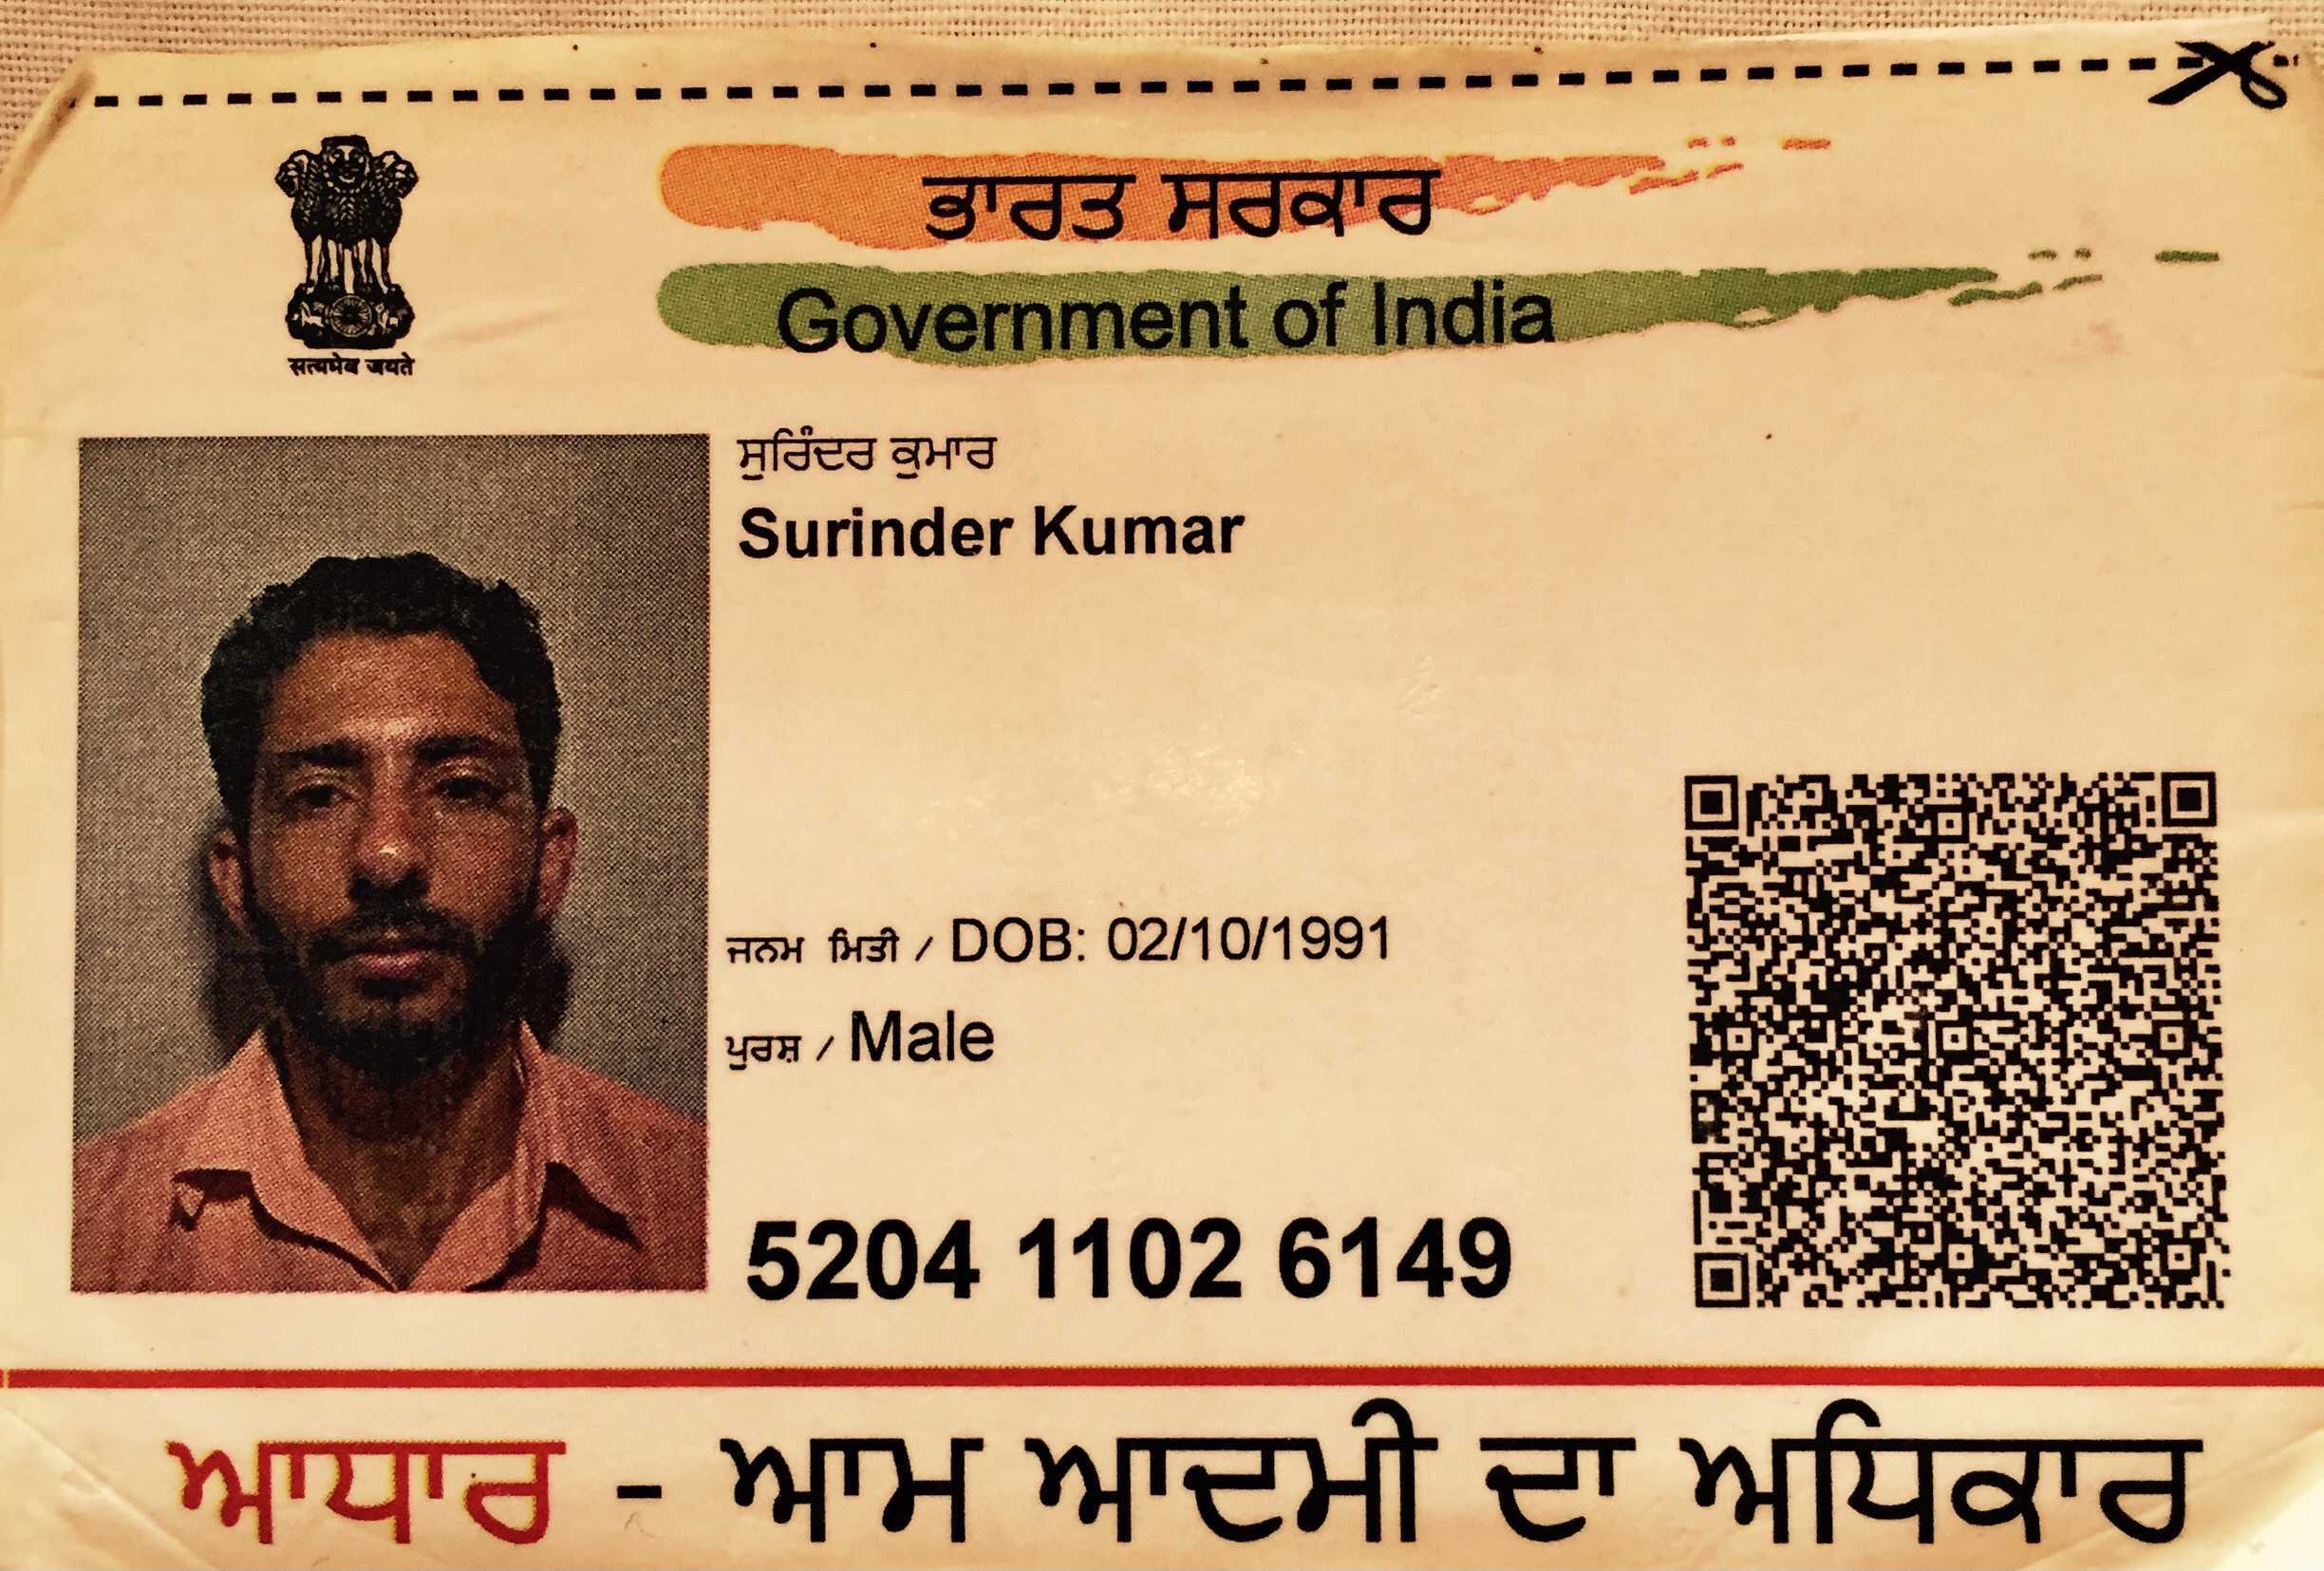 ਭਾਰਤ ਸਰਕਾਰ
Government of India
सत्यमेव जयते
ਸੁਰਿੰਦਰ ਕੁਮਾਰ
Surinder Kumar
ਜਨਮ ਮਿਤੀ / DOB: 02/10/1991
ਪੁਰਸ਼ / Male
5204 1102 6149
ਆਧਾਰ - ਆਮ ਆਦਮੀ ਦਾ ਅਧਿਕਾਰ